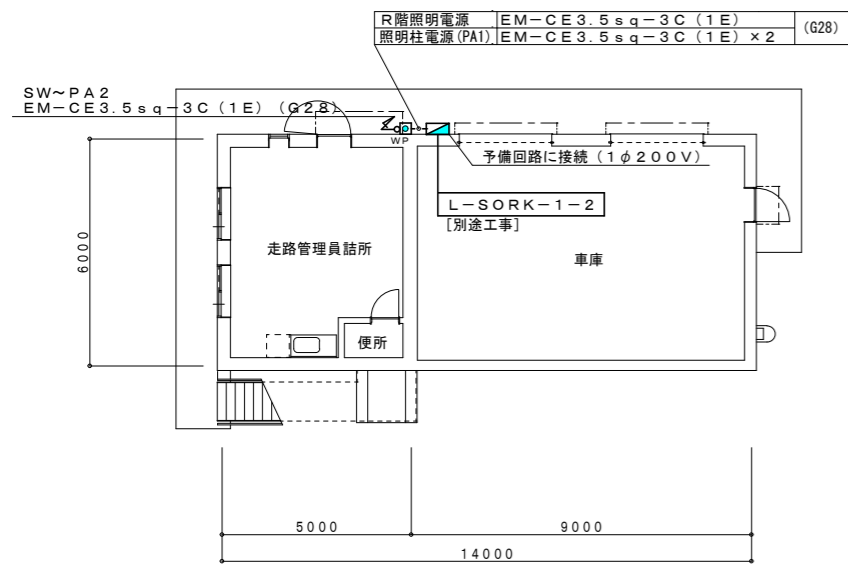 R階照明電源 EM-CE3.5sq-3C(1E)
照明柱電源(PA1) EM-CE3.5sq-3C(1E)×2 (G28)
SW~PA2
EM-CE3.5sq-3C(1E)(G28)
WP
予備回路に接続(1φ200V)
L-SORK-1-2
[別途工事]
走路管理員詰所
車庫
6000
便所
5000 9000
14000